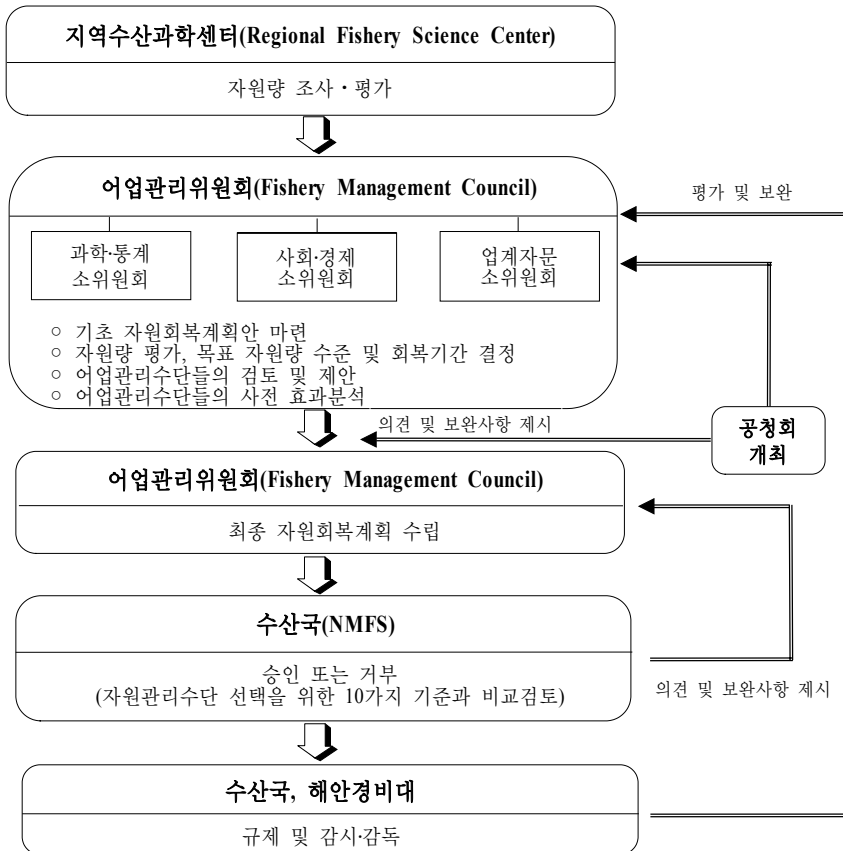 지역수산과학센터(Regional Fishery Science Center)
자원량 조사・평가
어업관리위원회(Fishery Management Council)
평가 및 보완
과학·통계
소위원회
사회·경제
소위원회
업계자문
소위원회
○ 기초 자원회복계획안 마련
○ 자원량 평가, 목표 자원량 수준 및 회복기간 결정
○ 어업관리수단들의 검토 및 제안
○ 어업관리수단들의 사전 효과분석
의견 및 보완사항 제시
공청회
개최
어업관리위원회(Fishery Management Council)
최종 자원회복계획 수립
수산국(NMFS)
승인 또는 거부
(자원관리수단 선택을 위한 10가지 기준과 비교검토)
의견 및 보완사항 제시
수산국, 해안경비대
규제 및 감시·감독